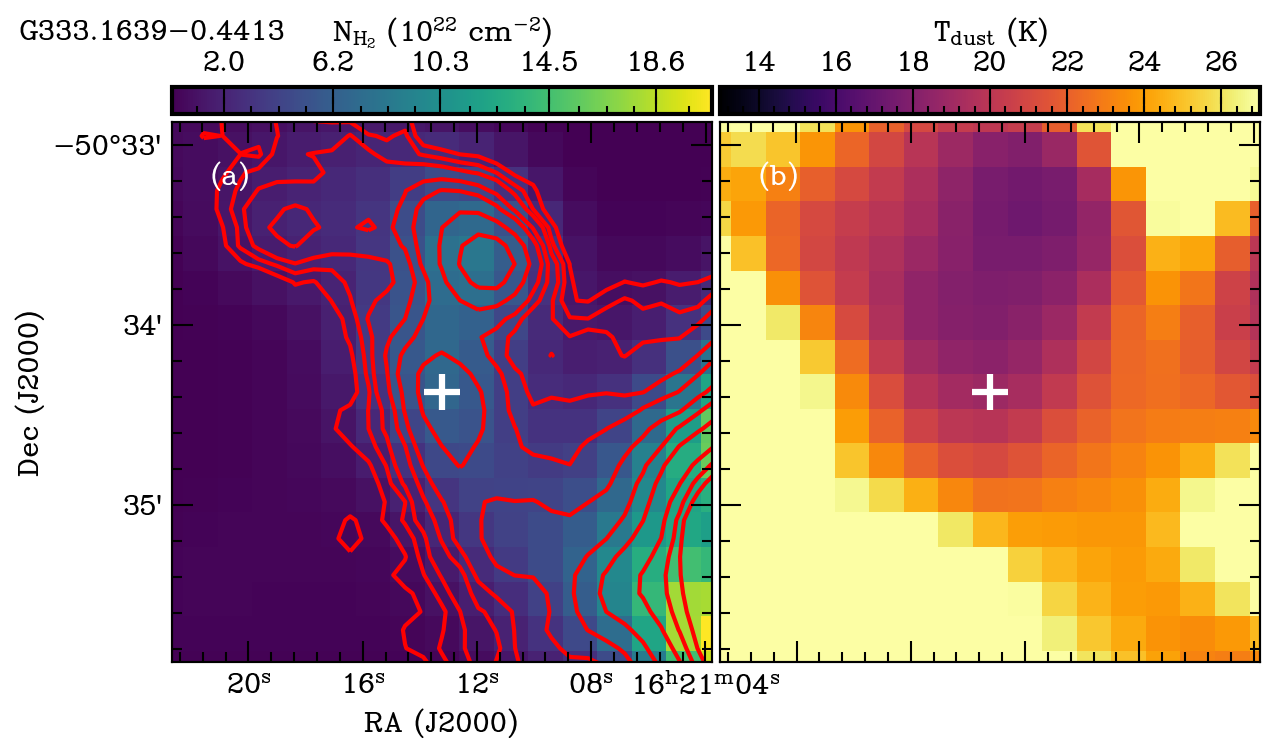 G333.1639−0.4413 N_H₂ (10²² cm⁻²) T_dust (K)
2.0 6.2 10.3 14.5 18.6 14 16 18 20 22 24 26
−50°33'
(a) (b)
34'
Dec (J2000)
35'
20ˢ 16ˢ 12ˢ 08ˢ 16ʰ21ᵐ04ˢ
RA (J2000)